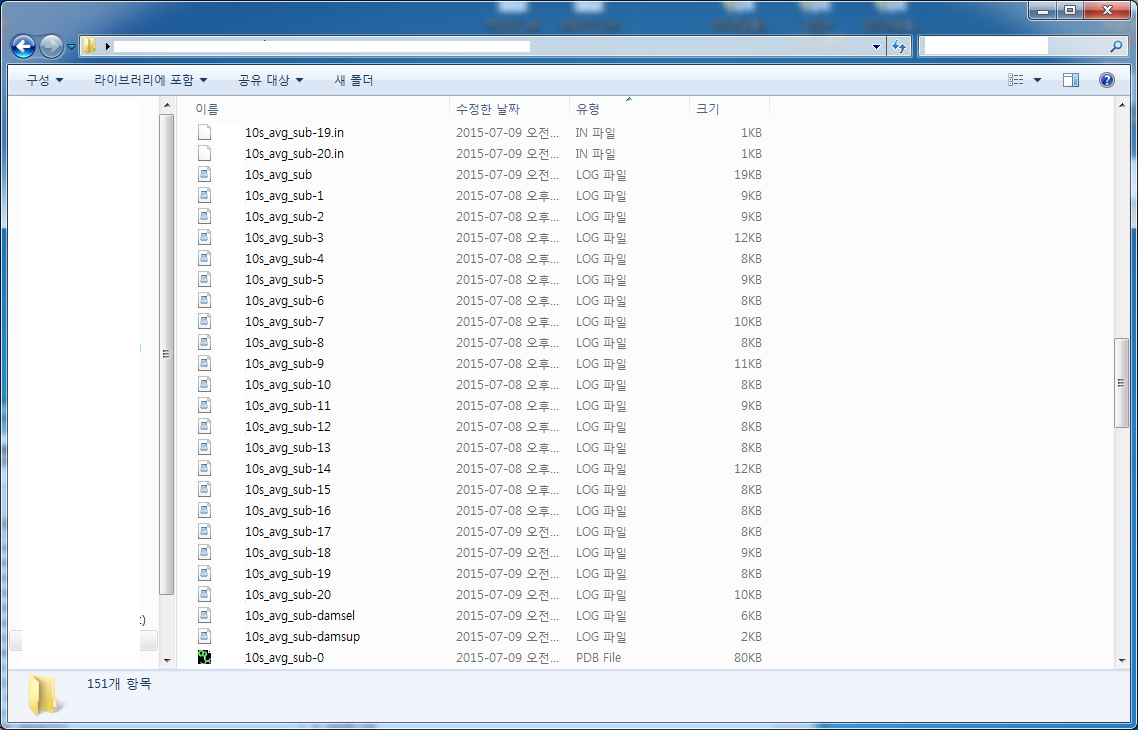 구성 라이브러리에 포함 공유 대상 새 폴더
이름 수정한 날짜 유형 크기
10s_avg_sub-19.in 2015-07-09 오전... IN 파일 1KB
10s_avg_sub-20.in 2015-07-09 오전... IN 파일 1KB
10s_avg_sub 2015-07-09 오전... LOG 파일 19KB
10s_avg_sub-1 2015-07-08 오후... LOG 파일 9KB
10s_avg_sub-2 2015-07-08 오후... LOG 파일 9KB
10s_avg_sub-3 2015-07-08 오후... LOG 파일 12KB
10s_avg_sub-4 2015-07-08 오후... LOG 파일 8KB
10s_avg_sub-5 2015-07-08 오후... LOG 파일 9KB
10s_avg_sub-6 2015-07-08 오후... LOG 파일 8KB
10s_avg_sub-7 2015-07-08 오후... LOG 파일 10KB
10s_avg_sub-8 2015-07-08 오후... LOG 파일 8KB
10s_avg_sub-9 2015-07-08 오후... LOG 파일 11KB
10s_avg_sub-10 2015-07-08 오후... LOG 파일 8KB
10s_avg_sub-11 2015-07-08 오후... LOG 파일 9KB
10s_avg_sub-12 2015-07-08 오후... LOG 파일 8KB
10s_avg_sub-13 2015-07-08 오후... LOG 파일 8KB
10s_avg_sub-14 2015-07-08 오후... LOG 파일 12KB
10s_avg_sub-15 2015-07-08 오후... LOG 파일 8KB
10s_avg_sub-16 2015-07-08 오후... LOG 파일 8KB
10s_avg_sub-17 2015-07-09 오전... LOG 파일 8KB
10s_avg_sub-18 2015-07-09 오전... LOG 파일 9KB
10s_avg_sub-19 2015-07-09 오전... LOG 파일 8KB
10s_avg_sub-20 2015-07-09 오전... LOG 파일 10KB
:)
10s_avg_sub-damsel 2015-07-09 오전... LOG 파일 6KB
10s_avg_sub-damsup 2015-07-09 오전... LOG 파일 2KB
10s_avg_sub-0 2015-07-09 오전... PDB File 80KB
151개 항목